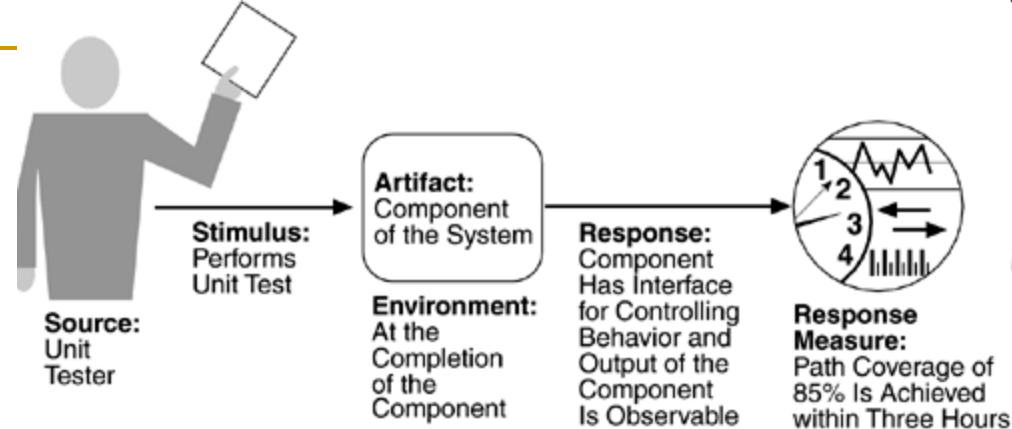 Source:
Unit
Tester
Stimulus:
Performs
Unit Test
Artifact:
Component
of the System
Environment:
At the
Completion
of the
Component
Response:
Component
Has Interface
for Controlling
Behavior and
Output of the
Component
Is Observable
1
2
3
4
Response
Measure:
Path Coverage of
85% Is Achieved
within Three Hours